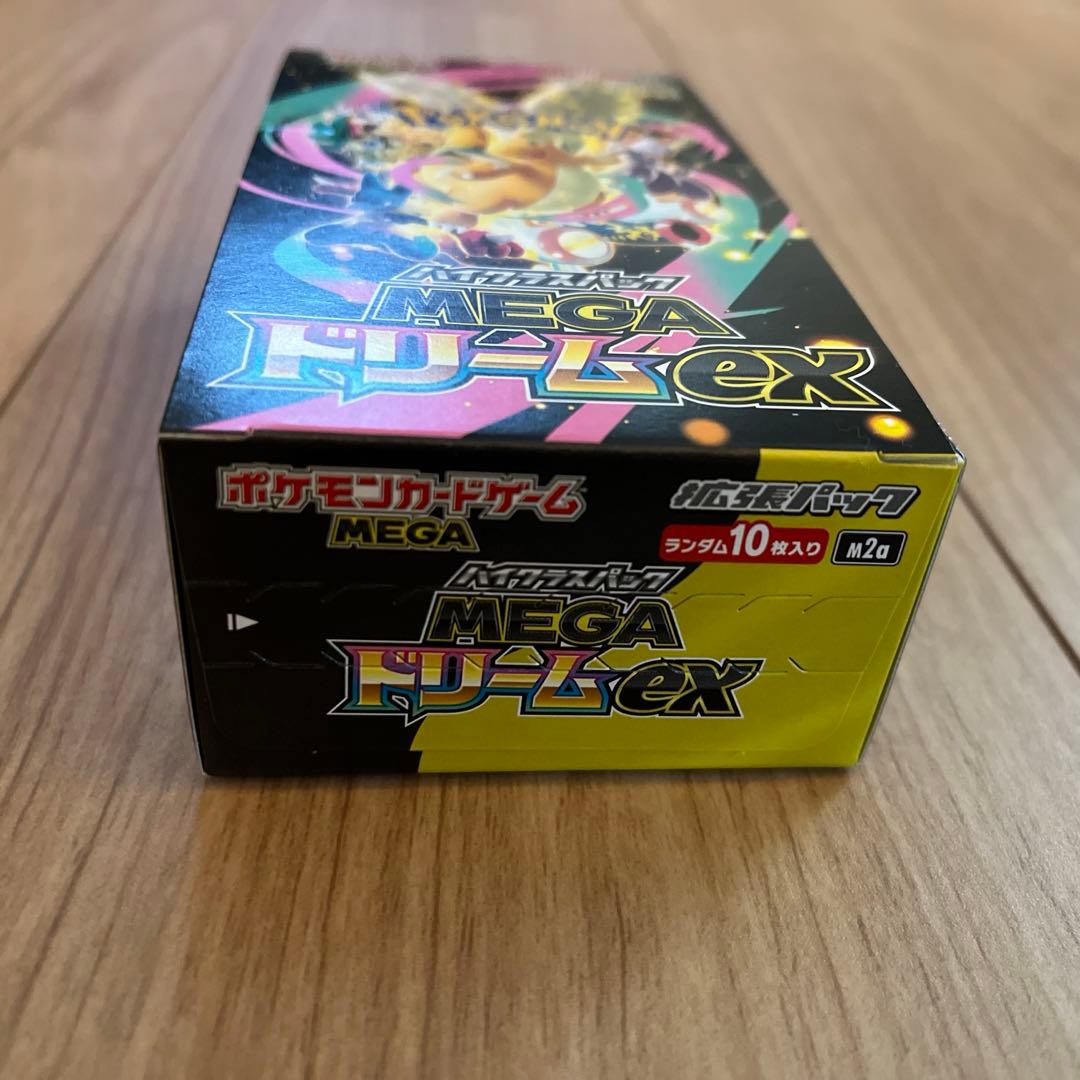 ハイクラスパック
MEGA
ドリームex
ポケモンカードゲーム
MEGA
拡張パック
ランダム10枚入り
M2a
ハイクラスパック
MEGA
ドリームex